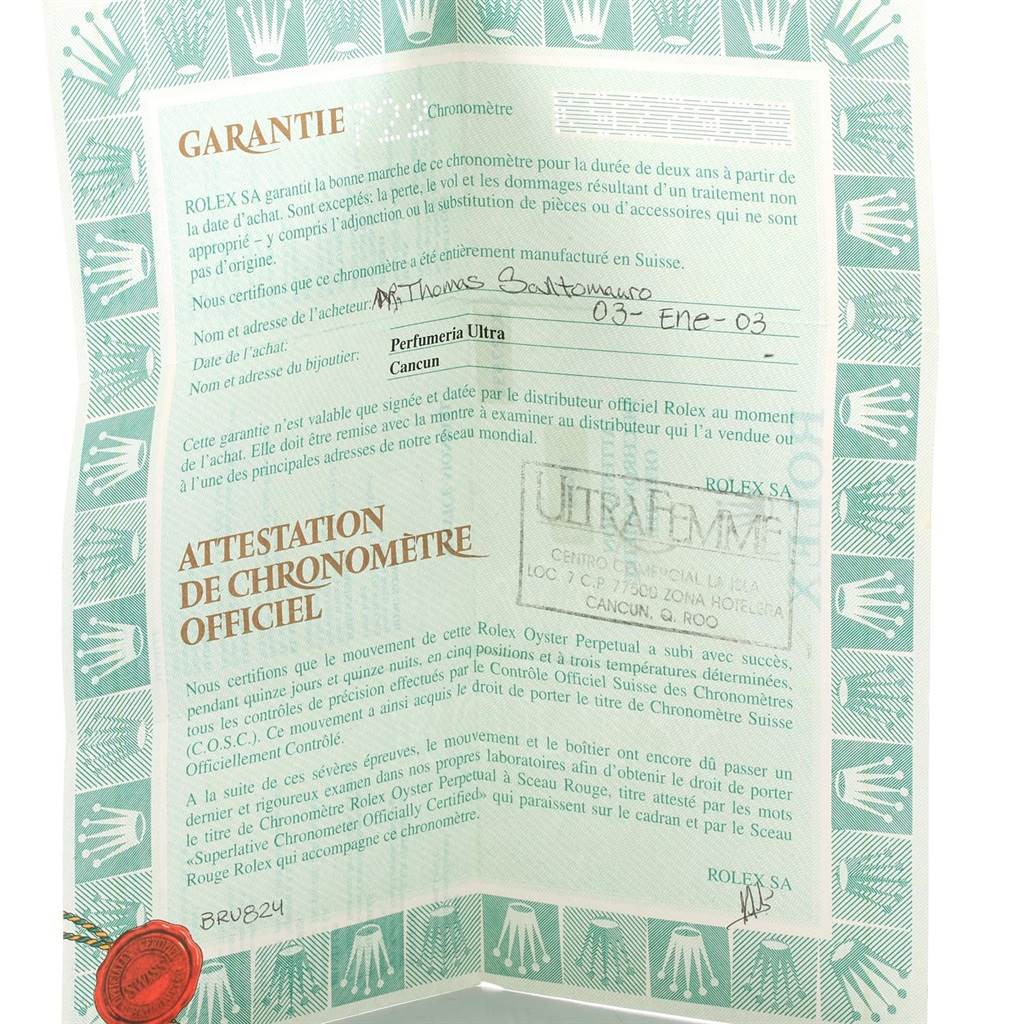 GARANTIE 722 Chronomètre
ROLEX SA garantit la bonne marche de ce chronomètre pour la durée de deux ans à partir de
la date d'achat. Sont exceptés: la perte, le vol et les dommages résultant d'un traitement non
approprié – y compris l'adjonction ou la substitution de pièces ou d'accessoires qui ne sont
pas d'origine.
Nous certifions que ce chronomètre a été entièrement manufacturé en Suisse.
Nom et adresse de l'acheteur: Thomas Santomauro
Date de l'achat: 03- Ene - 03
Nom et adresse du bijoutier: Perfumeria Ultra
Cancun
Cette garantie n'est valable que signée et datée par le distributeur officiel Rolex au moment
de l'achat. Elle doit être remise avec la montre à examiner au distributeur qui l'a vendue ou
à l'une des principales adresses de notre réseau mondial.
ROLEX SA
ULTRAFEMME
CENTRO COMERCIAL LA ISLA
LOC. 7 C.P. 77500 ZONA HOTELERA
CANCUN, Q. ROO
ATTESTATION
DE CHRONOMÈTRE
OFFICIEL
Nous certifions que le mouvement de cette Rolex Oyster Perpetual a subi avec succès,
pendant quinze jours et quinze nuits, en cinq positions et à trois températures déterminées,
tous les contrôles de précision effectués par le Contrôle Officiel Suisse des Chronomètres
(C.O.S.C.). Ce mouvement a ainsi acquis le droit de porter le titre de Chronomètre Suisse
Officiellement Contrôlé.
A la suite de ces sévères épreuves, le mouvement et le boîtier ont encore dû passer un
dernier et rigoureux examen dans nos propres laboratoires afin d'obtenir le droit de porter
le titre de Chronomètre Rolex Oyster Perpetual à Sceau Rouge, titre attesté par les mots
«Superlative Chronometer Officially Certified» qui paraissent sur le cadran et par le Sceau
Rouge Rolex qui accompagne ce chronomètre.
ROLEX SA
BRU824
SWISS